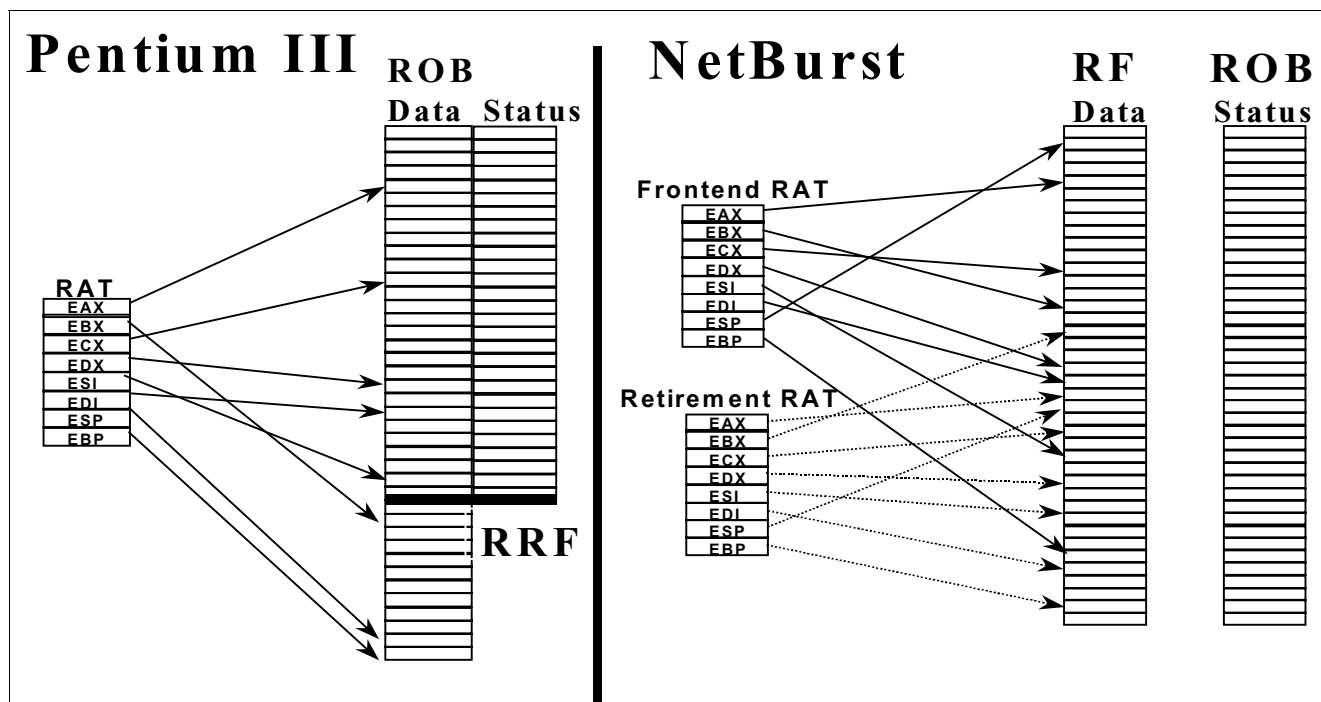 Pentium III
ROB
Data Status
RAT
EAX
EBX
ECX
EDX
ESI
EDI
ESP
EBP
RRF
NetBurst
RF
Data
ROB
Status
Frontend RAT
EAX
EBX
ECX
EDX
ESI
EDI
ESP
EBP
Retirement RAT
EAX
EBX
ECX
EDX
ESI
EDI
ESP
EBP